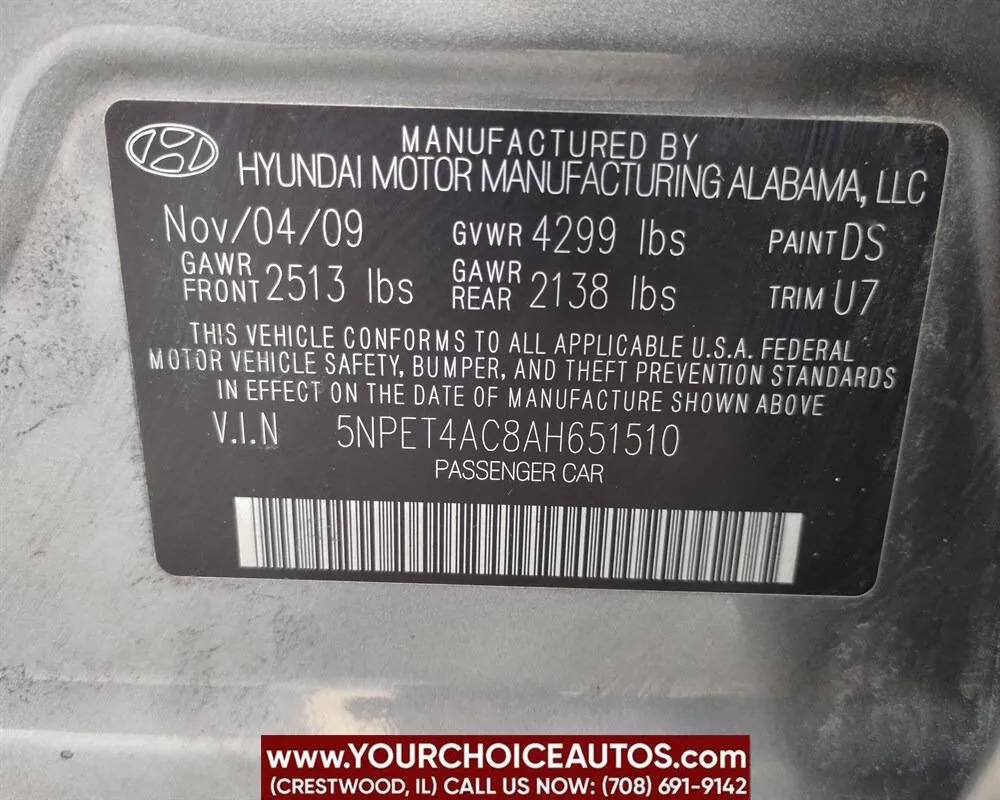 MANUFACTURED BY
HYUNDAI MOTOR MANUFACTURING ALABAMA, LLC
Nov/04/09 GVWR 4299 lbs PAINT DS
GAWR FRONT 2513 lbs GAWR REAR 2138 lbs TRIM U7
THIS VEHICLE CONFORMS TO ALL APPLICABLE U.S.A. FEDERAL
MOTOR VEHICLE SAFETY, BUMPER, AND THEFT PREVENTION STANDARDS
IN EFFECT ON THE DATE OF MANUFACTURE SHOWN ABOVE
V.I.N 5NPET4AC8AH651510
PASSENGER CAR
WWW.YOURCHOICEAUTOS.COM
(CRESTWOOD, IL) CALL US NOW: (708) 691-9142